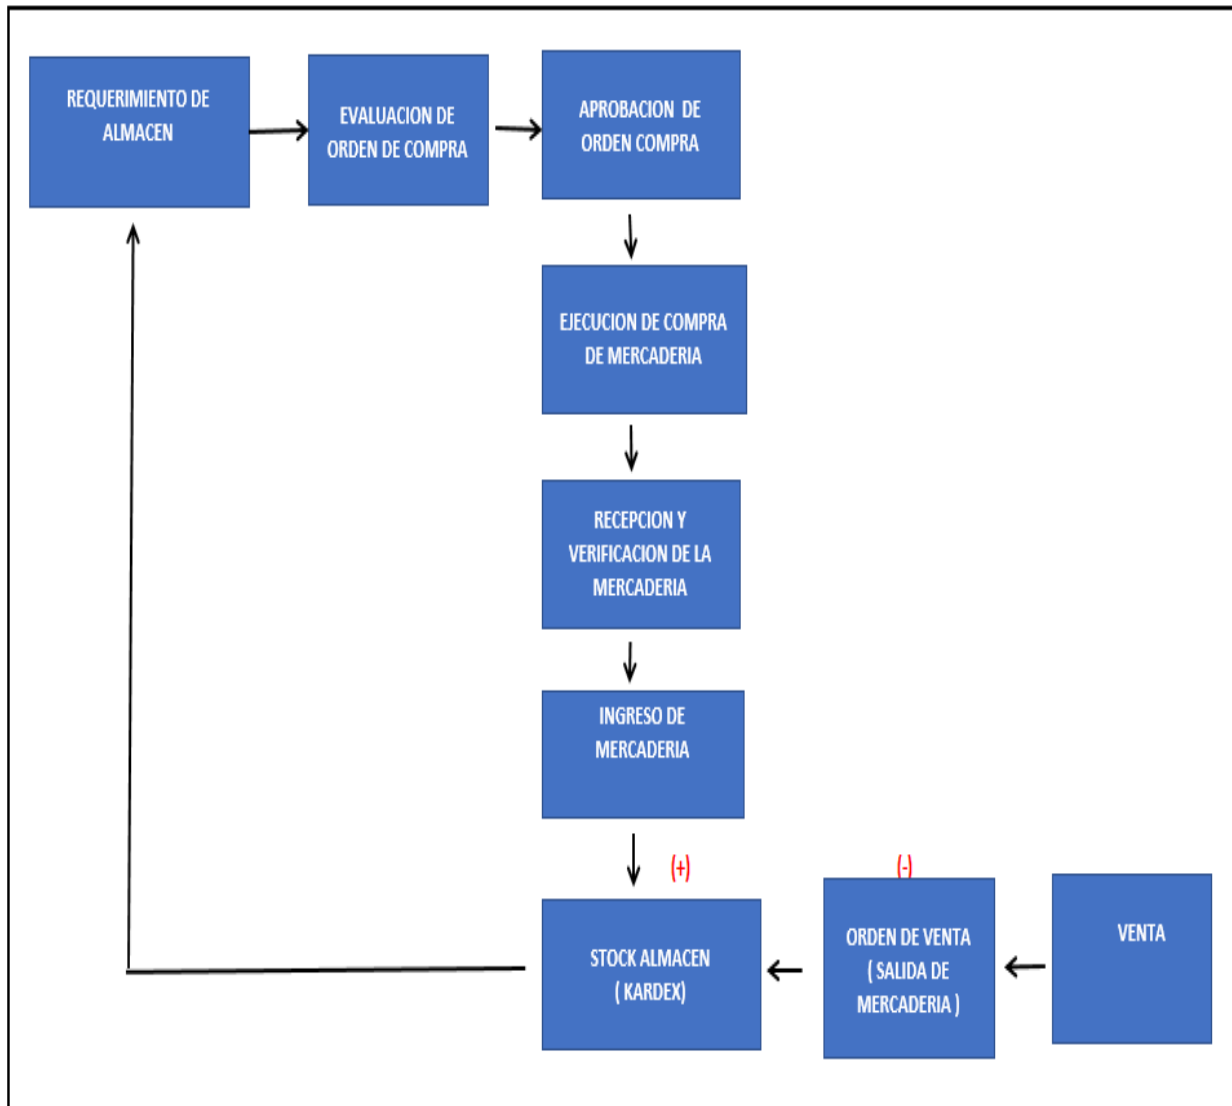 REQUERIMIENTO DE
ALMACEN
EVALUACION DE
ORDEN DE COMPRA
APROBACION DE
ORDEN COMPRA
EJECUCION DE COMPRA
DE MERCADERIA
RECEPCION Y
VERIFICACION DE LA
MERCADERIA
INGRESO DE
MERCADERIA
(+)
(-)
STOCK ALMACEN
( KARDEX)
ORDEN DE VENTA
( SALIDA DE
MERCADERIA )
VENTA